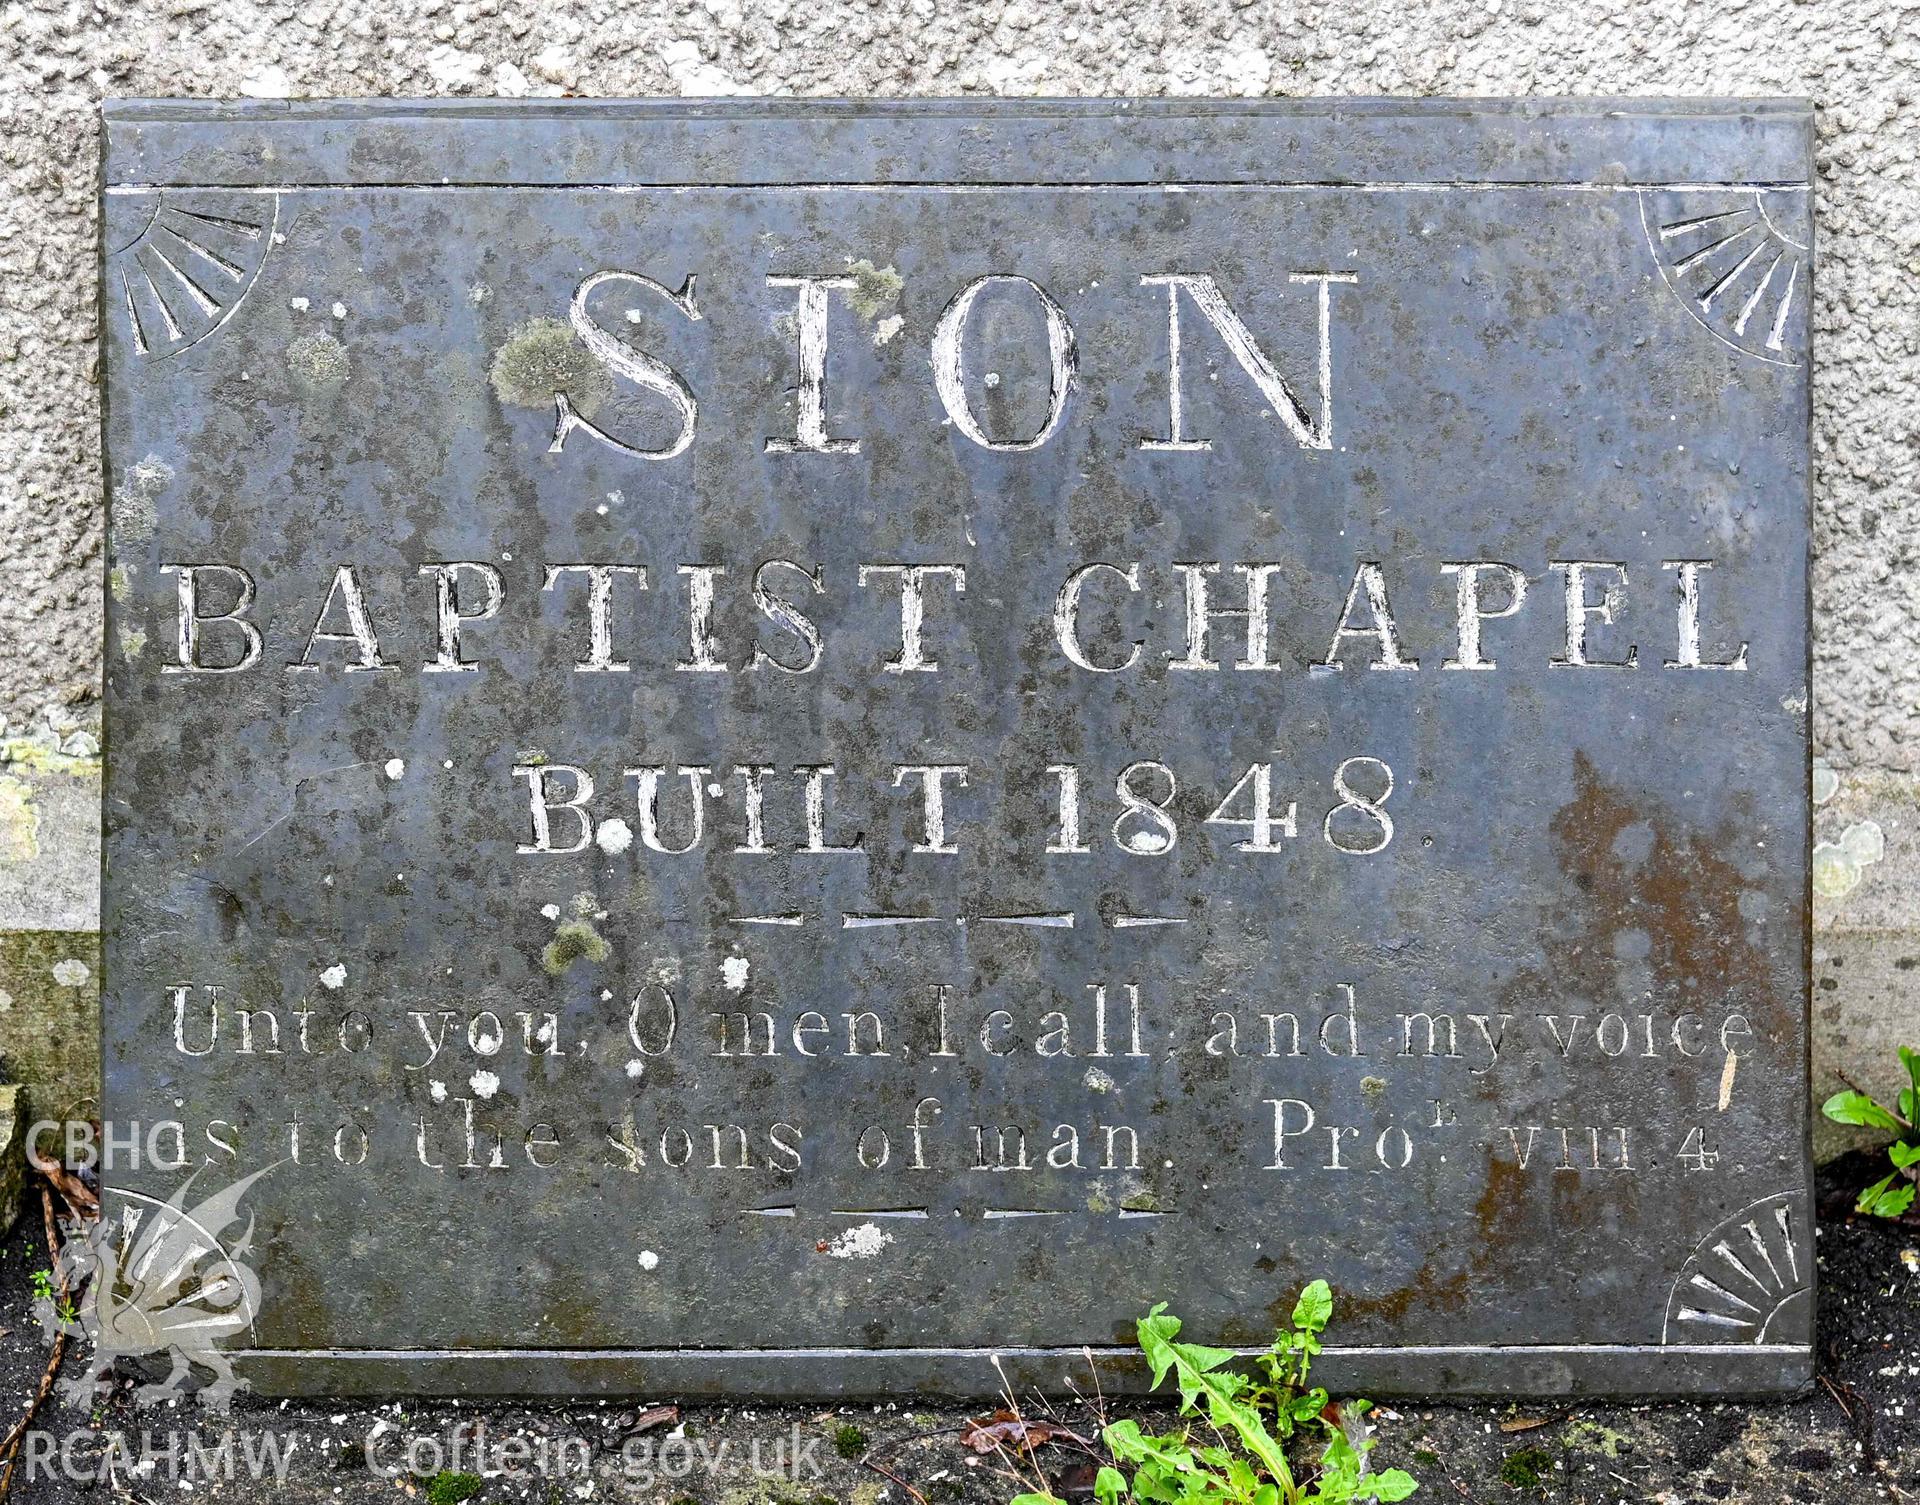 SION
BAPTIST CHAPEL
BUILT 1848
Unto you, O men, I call, and my voice
is to the sons of man. Proᵇ VIII. 4.
CBHC
RCAHMW Coflein.gov.uk